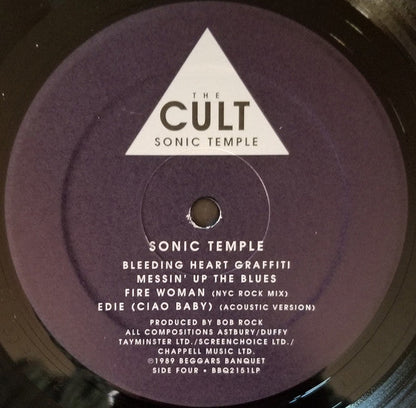 THE
CULT
SONIC TEMPLE
SONIC TEMPLE
BLEEDING HEART GRAFFITI
MESSIN' UP THE BLUES
FIRE WOMAN (NYC ROCK MIX)
EDIE (CIAO BABY) (ACOUSTIC VERSION)
PRODUCED BY BOB ROCK
ALL COMPOSITIONS ASTBURY/DUFFY
TAYMINSTER LTD./SCREENCHOICE LTD./
CHAPPELL MUSIC LTD.
©1989 BEGGARS BANQUET
SIDE FOUR • BBQ2151LP